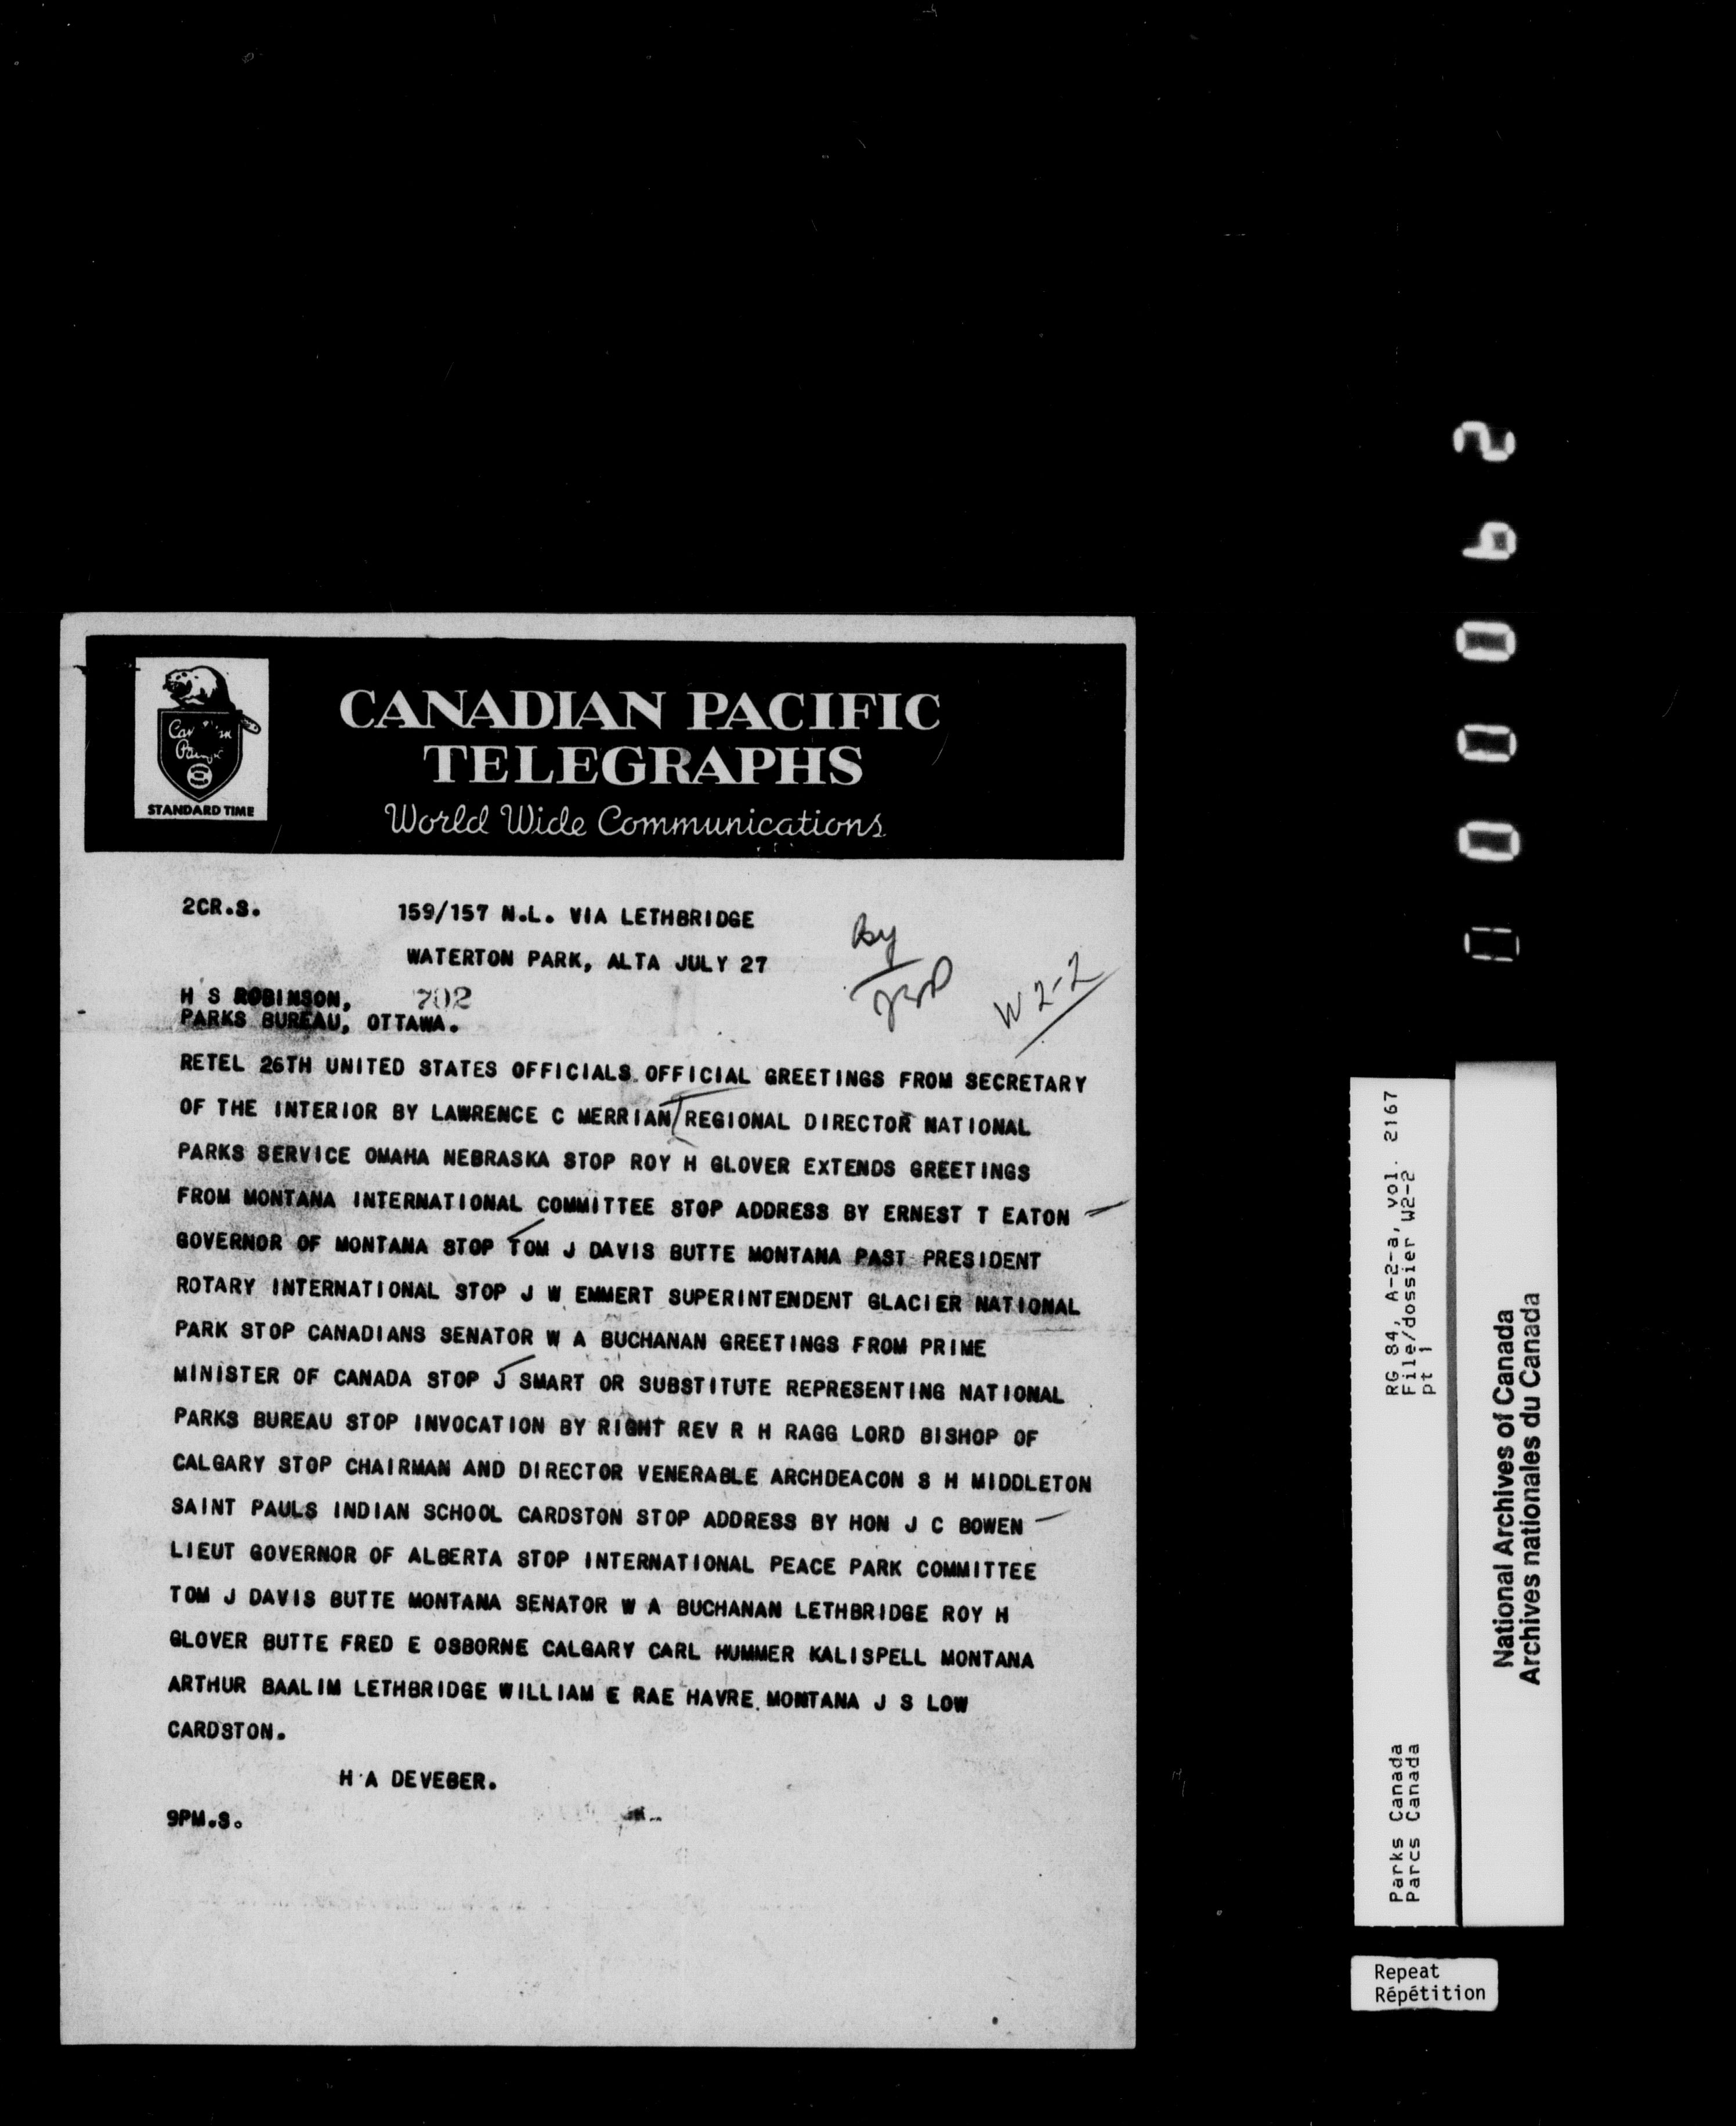 CANADIAN PACIFIC
TELEGRAPHS
World Wide Communications
STANDARD TIME
2CR.S. 159/157 N.L. VIA LETHBRIDGE
WATERTON PARK, ALTA JULY 27
By
W2-2
H S ROBINSON, 702
PARKS BUREAU, OTTAWA.
RETEL 26TH UNITED STATES OFFICIALS OFFICIAL GREETINGS FROM SECRETARY
OF THE INTERIOR BY LAWRENCE C MERRIAN REGIONAL DIRECTOR NATIONAL
PARKS SERVICE OMAHA NEBRASKA STOP ROY H GLOVER EXTENDS GREETINGS
FROM MONTANA INTERNATIONAL COMMITTEE STOP ADDRESS BY ERNEST T EATON
GOVERNOR OF MONTANA STOP TOM J DAVIS BUTTE MONTANA PAST PRESIDENT
ROTARY INTERNATIONAL STOP J W EMMERT SUPERINTENDENT GLACIER NATIONAL
PARK STOP CANADIANS SENATOR W A BUCHANAN GREETINGS FROM PRIME
MINISTER OF CANADA STOP J SMART OR SUBSTITUTE REPRESENTING NATIONAL
PARKS BUREAU STOP INVOCATION BY RIGHT REV R H RAGG LORD BISHOP OF
CALGARY STOP CHAIRMAN AND DIRECTOR VENERABLE ARCHDEACON S H MIDDLETON
SAINT PAULS INDIAN SCHOOL CARDSTON STOP ADDRESS BY HON J C BOWEN
LIEUT GOVERNOR OF ALBERTA STOP INTERNATIONAL PEACE PARK COMMITTEE
TOM J DAVIS BUTTE MONTANA SENATOR W A BUCHANAN LETHBRIDGE ROY H
GLOVER BUTTE FRED E OSBORNE CALGARY CARL HUMMER KALISPELL MONTANA
ARTHUR BAALIM LETHBRIDGE WILLIAM E RAE HAVRE MONTANA J S LOW
CARDSTON.
H A DEVEBER.
9PM.S.
000062
RG 84, A-2-a, vol. 2167
File/dossier W2-2
pt 1
Parks Canada
Parcs Canada
National Archives of Canada
Archives nationales du Canada
Repeat
Répétition